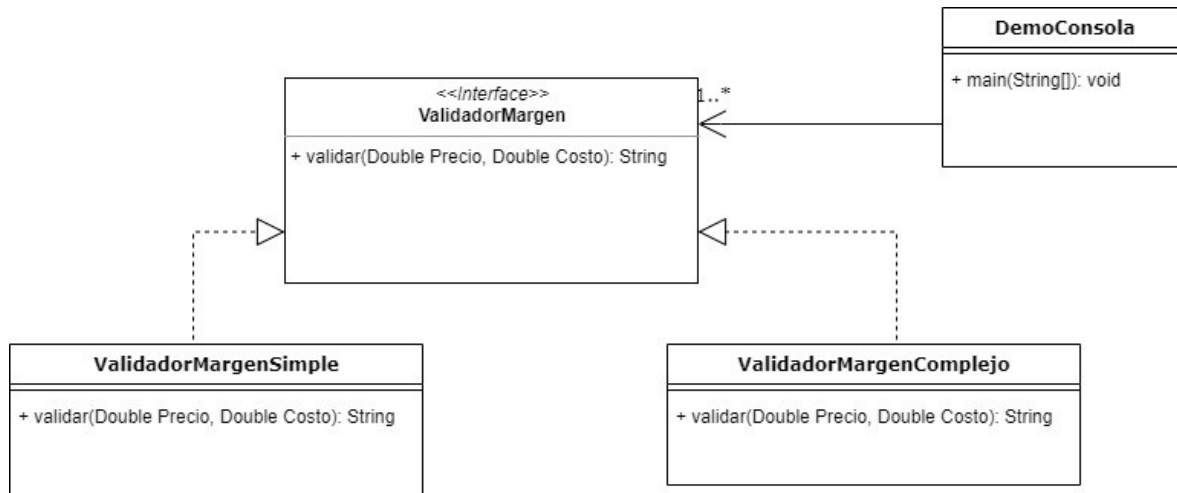 DemoConsola
+ main(String[]): void
<<Interface>>
ValidadorMargen
1..*
+ validar(Double Precio, Double Costo): String
ValidadorMargenSimple
+ validar(Double Precio, Double Costo): String
ValidadorMargenComplejo
+ validar(Double Precio, Double Costo): String